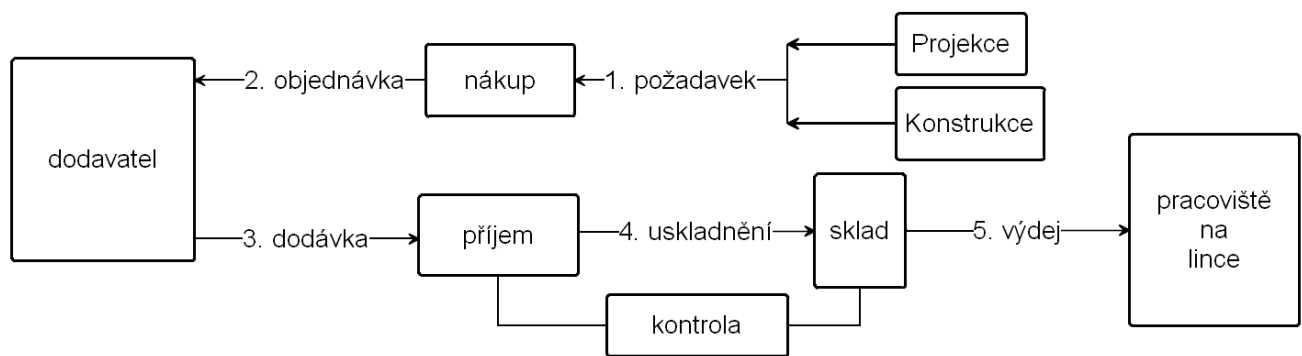 Projekce
2. objednávka
nákup
1. požadavek
Konstrukce
dodavatel
pracoviště
na
lince
3. dodávka
příjem
4. uskladnění
sklad
5. výdej
kontrola